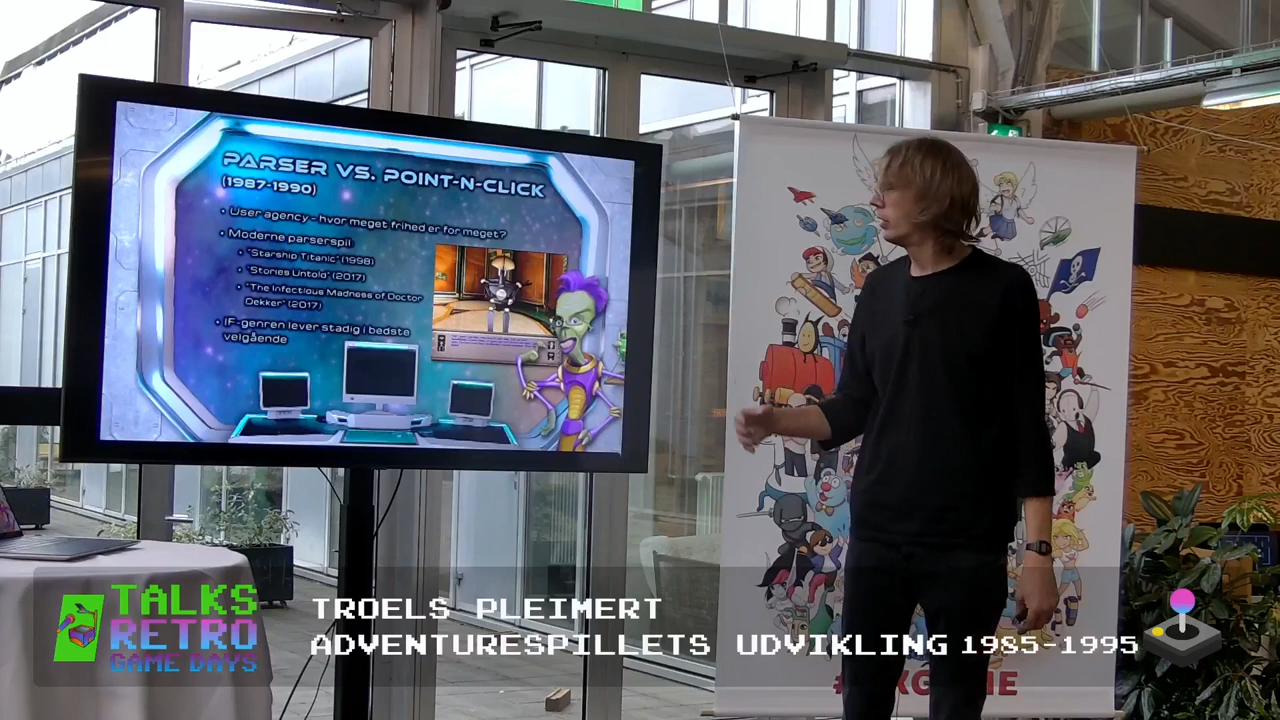 PARSER VS. POINT-N-CLICK
(1987-1990)
• User agency - hvor meget frihed er for meget?
• Moderne parserspil
• "Starship Titanic" (1998)
• "Stories Untold" (2017)
• "The Infectious Madness of Doctor
Dekker" (2017)
• IF-genren lever stadig i bedste
velgående
TALKS
RETRO
GAME DAYS
TROELS PLEIMERT
ADVENTURESPILLETS UDVIKLING 1985-1995